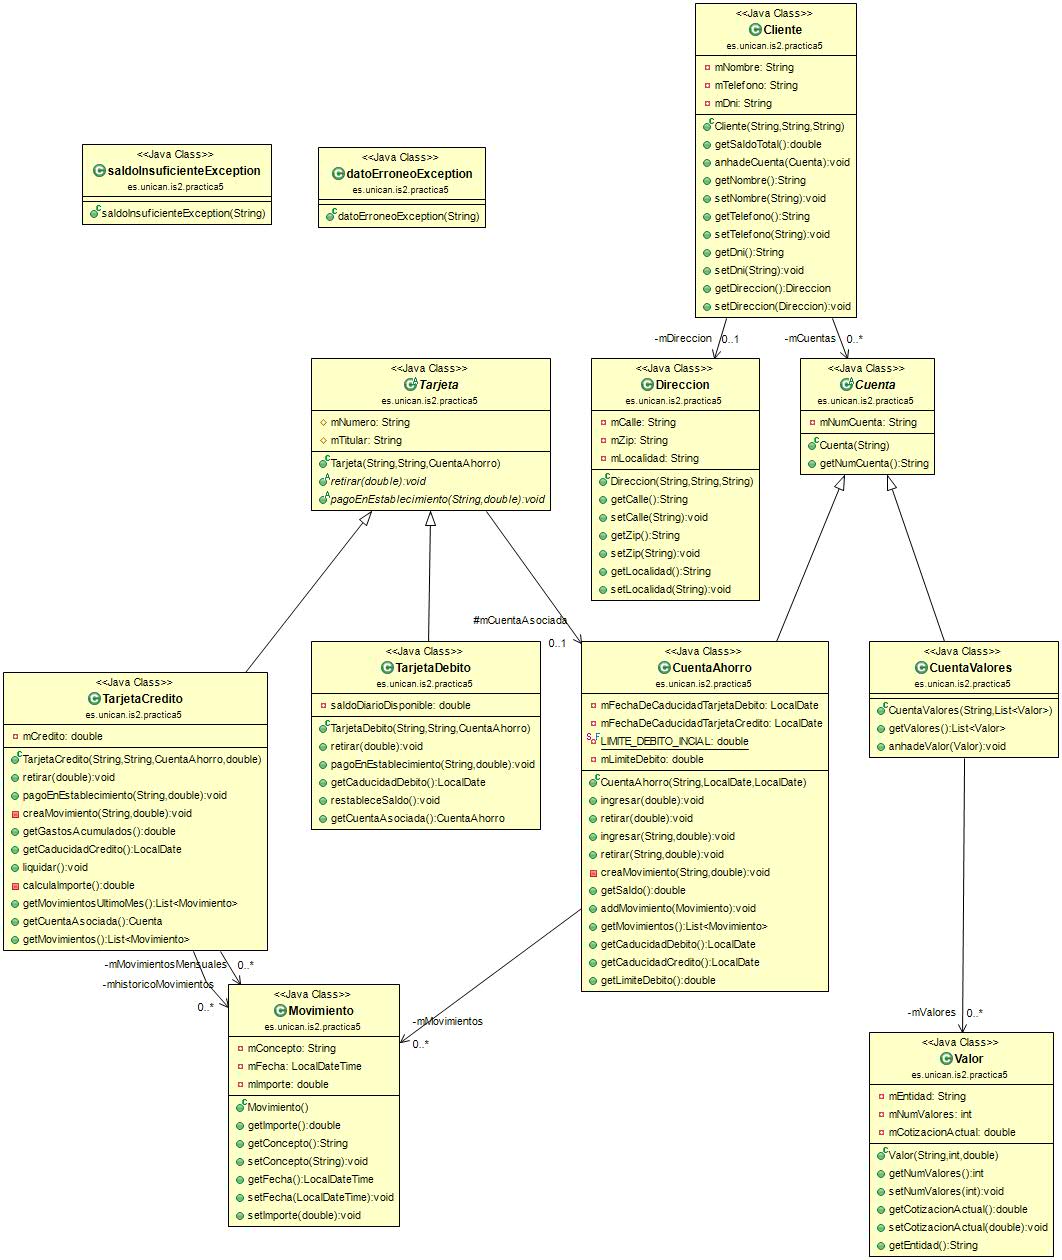 <<Java Class>>
Cliente
es.unican.is2.practica5
mNombre: String
mTelefono: String
mDni: String
Cliente(String,String,String)
getSaldoTotal():double
anhadeCuenta(Cuenta):void
getNombre():String
setNombre(String):void
getTelefono():String
setTelefono(String):void
getDni():String
setDni(String):void
getDireccion():Direccion
setDireccion(Direccion):void
<<Java Class>>
saldoInsuficienteException
es.unican.is2.practica5
saldoInsuficienteException(String)
<<Java Class>>
datoErroneoException
es.unican.is2.practica5
datoErroneoException(String)
-mDireccion 0..1
-mCuentas 0..*
<<Java Class>>
Tarjeta
es.unican.is2.practica5
mNumero: String
mTitular: String
Tarjeta(String,String,CuentaAhorro)
retirar(double):void
pagoEnEstablecimiento(String,double):void
<<Java Class>>
Direccion
es.unican.is2.practica5
mCalle: String
mZip: String
mLocalidad: String
Direccion(String,String,String)
getCalle():String
setCalle(String):void
getZip():String
setZip(String):void
getLocalidad():String
setLocalidad(String):void
<<Java Class>>
Cuenta
es.unican.is2.practica5
mNumCuenta: String
Cuenta(String)
getNumCuenta():String
#mCuentaAsociada
0..1
<<Java Class>>
TarjetaCredito
es.unican.is2.practica5
mCredito: double
TarjetaCredito(String,String,CuentaAhorro,double)
retirar(double):void
pagoEnEstablecimiento(String,double):void
creaMovimiento(String,double):void
getGastosAcumulados():double
getCaducidadCredito():LocalDate
liquidar():void
calculaImporte():double
getMovimientosUltimoMes():List<Movimiento>
getCuentaAsociada():Cuenta
getMovimientos():List<Movimiento>
<<Java Class>>
TarjetaDebito
es.unican.is2.practica5
saldoDiarioDisponible: double
TarjetaDebito(String,String,CuentaAhorro)
retirar(double):void
pagoEnEstablecimiento(String,double):void
getCaducidadDebito():LocalDate
restableceSaldo():void
getCuentaAsociada():CuentaAhorro
<<Java Class>>
CuentaAhorro
es.unican.is2.practica5
mFechaDeCaducidadTarjetaDebito: LocalDate
mFechaDeCaducidadTarjetaCredito: LocalDate
LIMITE_DEBITO_INCIAL: double
mLimiteDebito: double
CuentaAhorro(String,LocalDate,LocalDate)
ingresar(double):void
retirar(double):void
ingresar(String,double):void
retirar(String,double):void
creaMovimiento(String,double):void
getSaldo():double
addMovimiento(Movimiento):void
getMovimientos():List<Movimiento>
getCaducidadDebito():LocalDate
getCaducidadCredito():LocalDate
getLimiteDebito():double
<<Java Class>>
CuentaValores
es.unican.is2.practica5
CuentaValores(String,List<Valor>)
getValores():List<Valor>
anhadeValor(Valor):void
-mMovimientosMensuales 0..*
-mhistoricoMovimientos
0..*
-mMovimientos
0..*
-mValores 0..*
<<Java Class>>
Movimiento
es.unican.is2.practica5
mConcepto: String
mFecha: LocalDateTime
mImporte: double
Movimiento()
getImporte():double
getConcepto():String
setConcepto(String):void
getFecha():LocalDateTime
setFecha(LocalDateTime):void
setImporte(double):void
<<Java Class>>
Valor
es.unican.is2.practica5
mEntidad: String
mNumValores: int
mCotizacionActual: double
Valor(String,int,double)
getNumValores():int
setNumValores(int):void
getCotizacionActual():double
setCotizacionActual(double):void
getEntidad():String